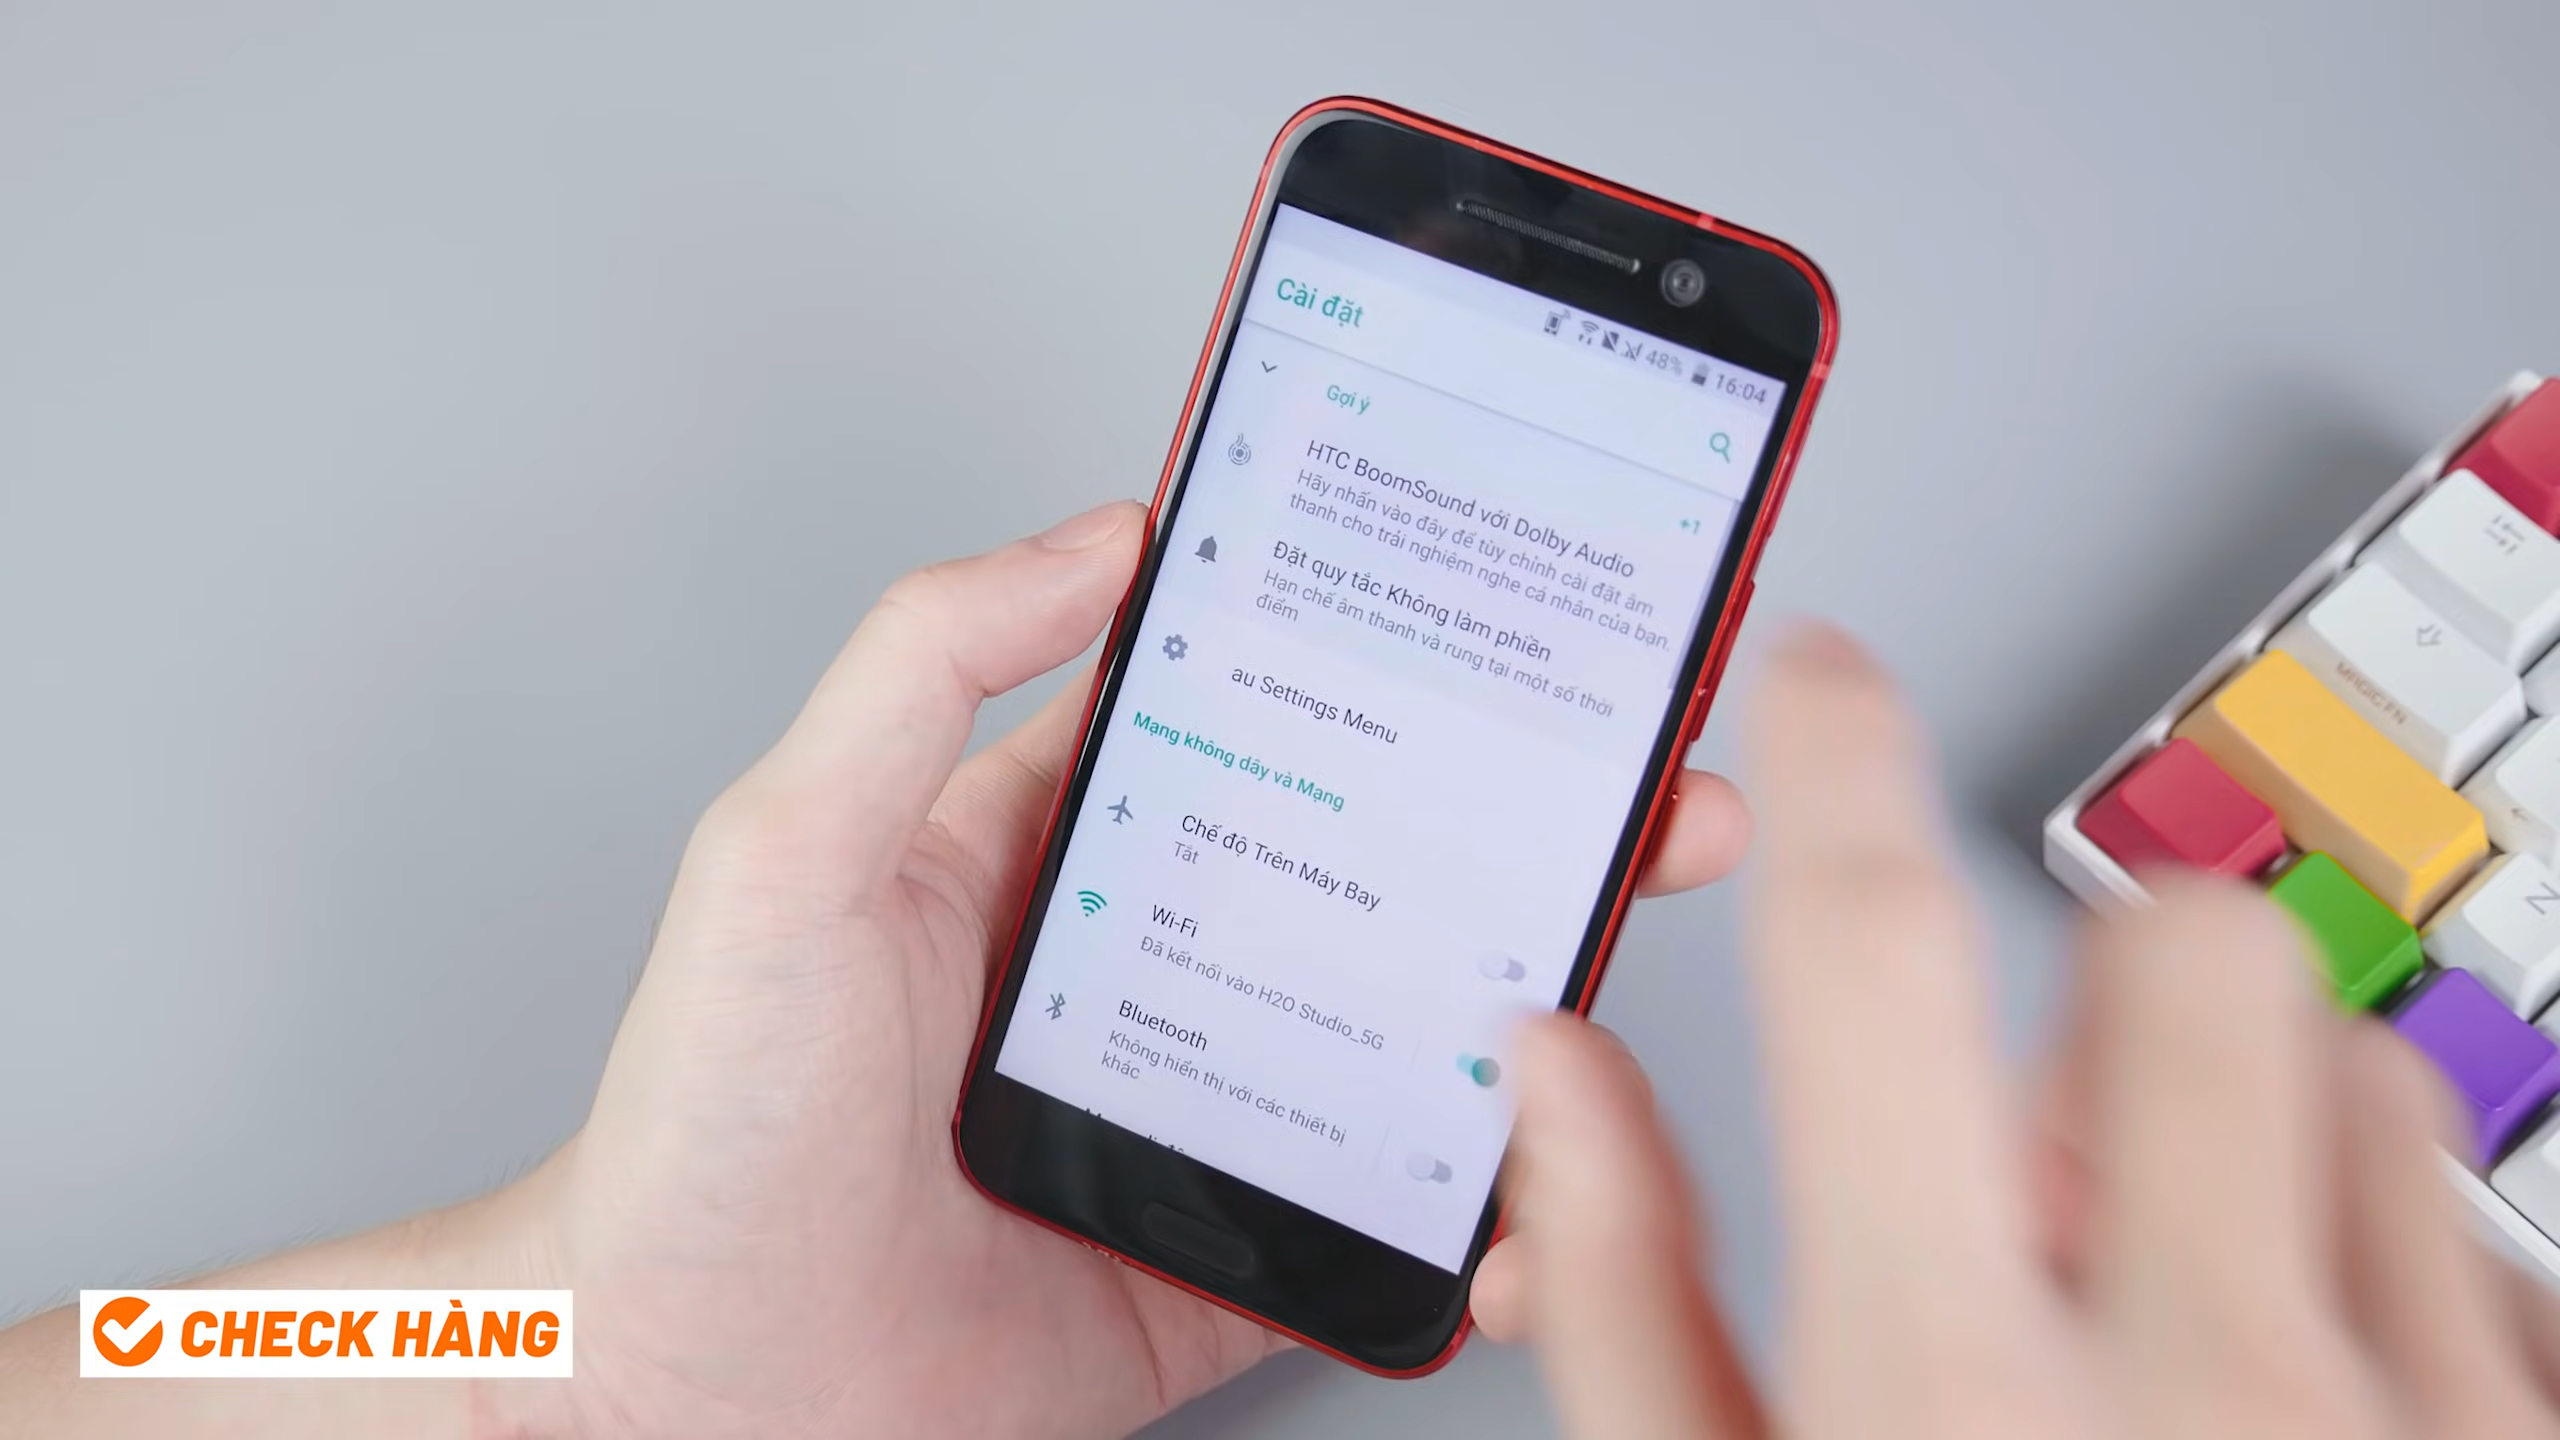 48% 16:04
Cài đặt
Gợi ý
HTC BoomSound với Dolby Audio
Hãy nhấn vào đây để tùy chỉnh cài đặt âm
thanh cho trải nghiệm nghe cá nhân của bạn.
+1
Đặt quy tắc Không làm phiền
Hạn chế âm thanh và rung tại một số thời
điểm
au Settings Menu
Mạng không dây và Mạng
Chế độ Trên Máy Bay
Tắt
Wi-Fi
Đã kết nối vào H2O Studio_5G
Bluetooth
Không hiển thị với các thiết bị
khác
MAGIC FN
Z
CHECK HÀNG